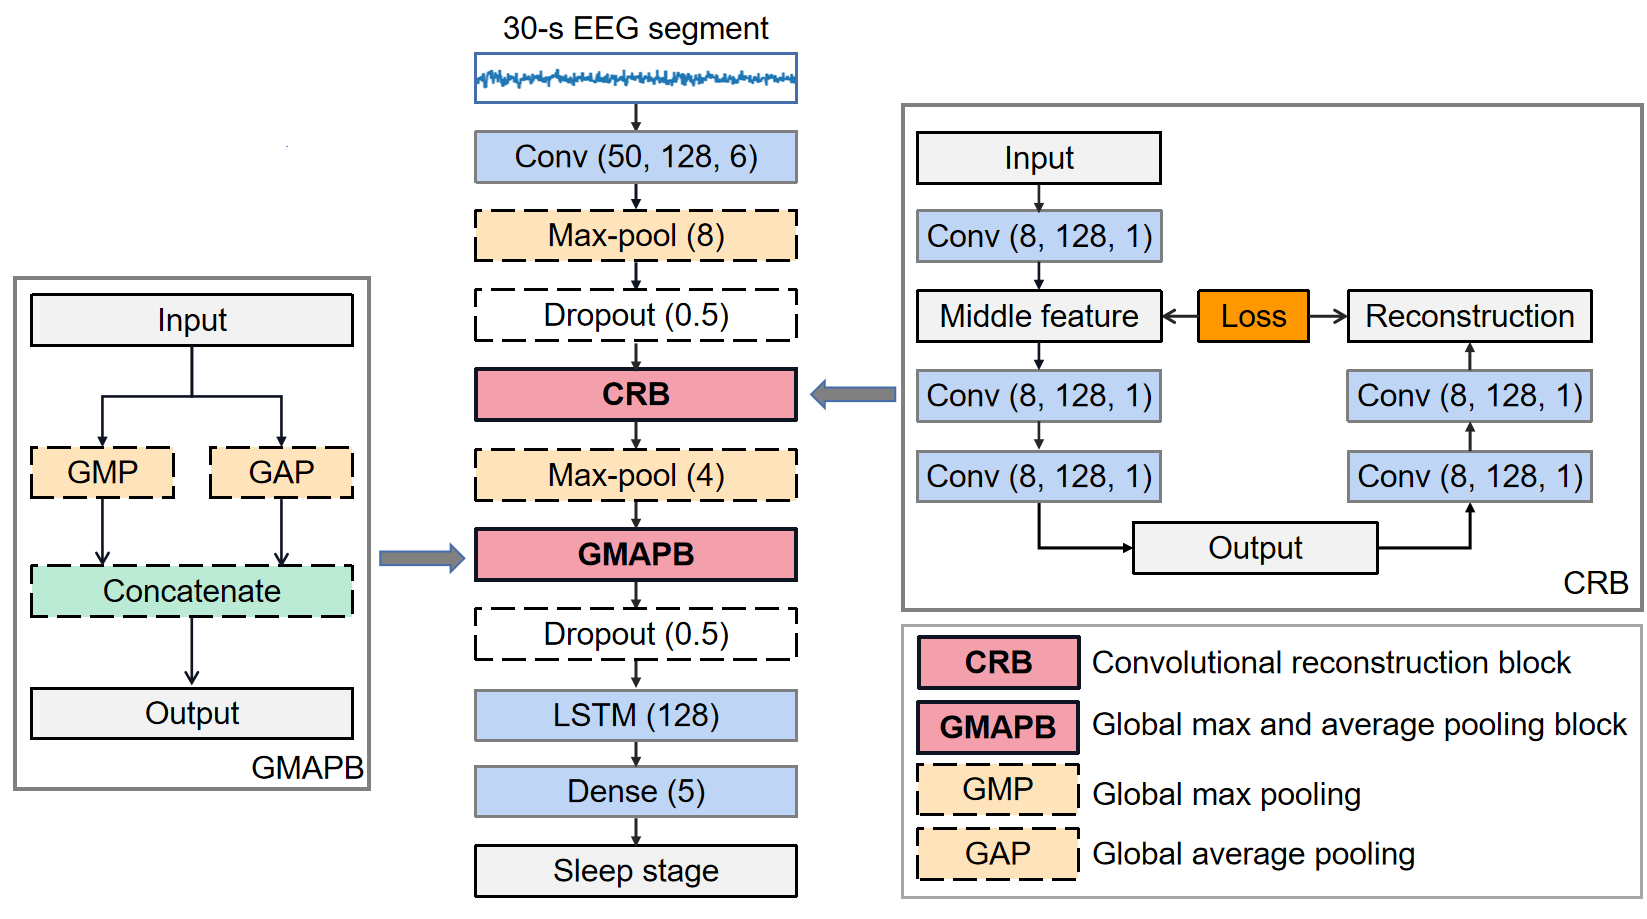 30-s EEG segment
Conv (50, 128, 6)
Max-pool (8)
Dropout (0.5)
CRB
Max-pool (4)
GMAPB
Dropout (0.5)
LSTM (128)
Dense (5)
Sleep stage
Input
GMP
GAP
Concatenate
Output
GMAPB
Input
Conv (8, 128, 1)
Middle feature
Loss
Reconstruction
Conv (8, 128, 1)
Conv (8, 128, 1)
Conv (8, 128, 1)
Conv (8, 128, 1)
Output
CRB
CRB Convolutional reconstruction block
GMAPB Global max and average pooling block
GMP Global max pooling
GAP Global average pooling